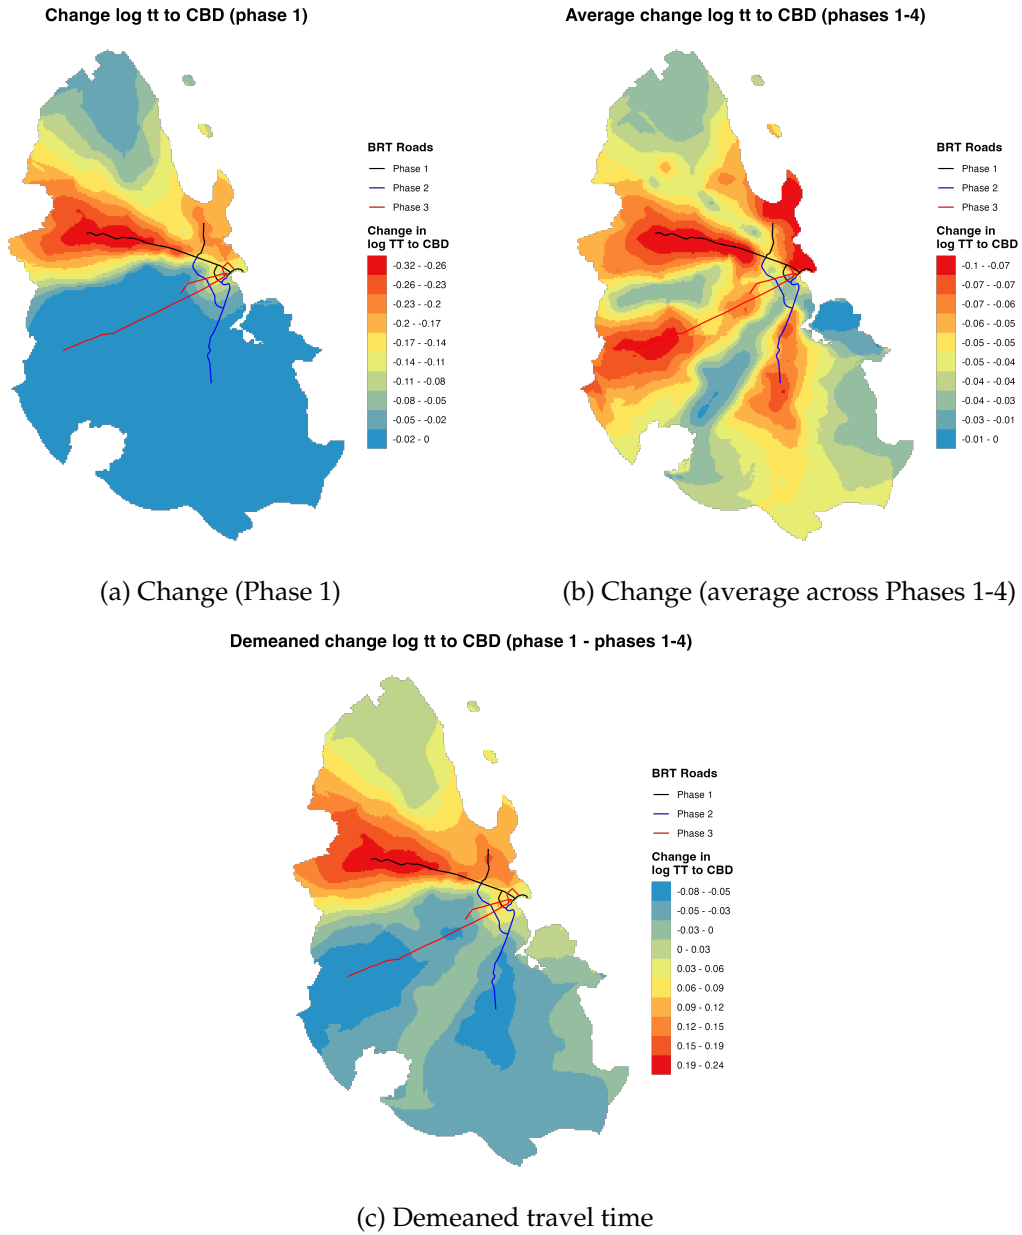 Change log tt to CBD (phase 1)
BRT Roads
Phase 1
Phase 2
Phase 3
Change in
log TT to CBD
-0.32 - -0.26
-0.26 - -0.23
-0.23 - -0.2
-0.2 - -0.17
-0.17 - -0.14
-0.14 - -0.11
-0.11 - -0.08
-0.08 - -0.05
-0.05 - -0.02
-0.02 - 0
(a) Change (Phase 1)
Average change log tt to CBD (phases 1-4)
BRT Roads
Phase 1
Phase 2
Phase 3
Change in
log TT to CBD
-0.1 - -0.07
-0.07 - -0.07
-0.07 - -0.06
-0.06 - -0.05
-0.05 - -0.05
-0.05 - -0.04
-0.04 - -0.04
-0.04 - -0.03
-0.03 - -0.01
-0.01 - 0
(b) Change (average across Phases 1-4)
Demeaned change log tt to CBD (phase 1 - phases 1-4)
BRT Roads
Phase 1
Phase 2
Phase 3
Change in
log TT to CBD
-0.08 - -0.05
-0.05 - -0.03
-0.03 - 0
0 - 0.03
0.03 - 0.06
0.06 - 0.09
0.09 - 0.12
0.12 - 0.15
0.15 - 0.19
0.19 - 0.24
(c) Demeaned travel time